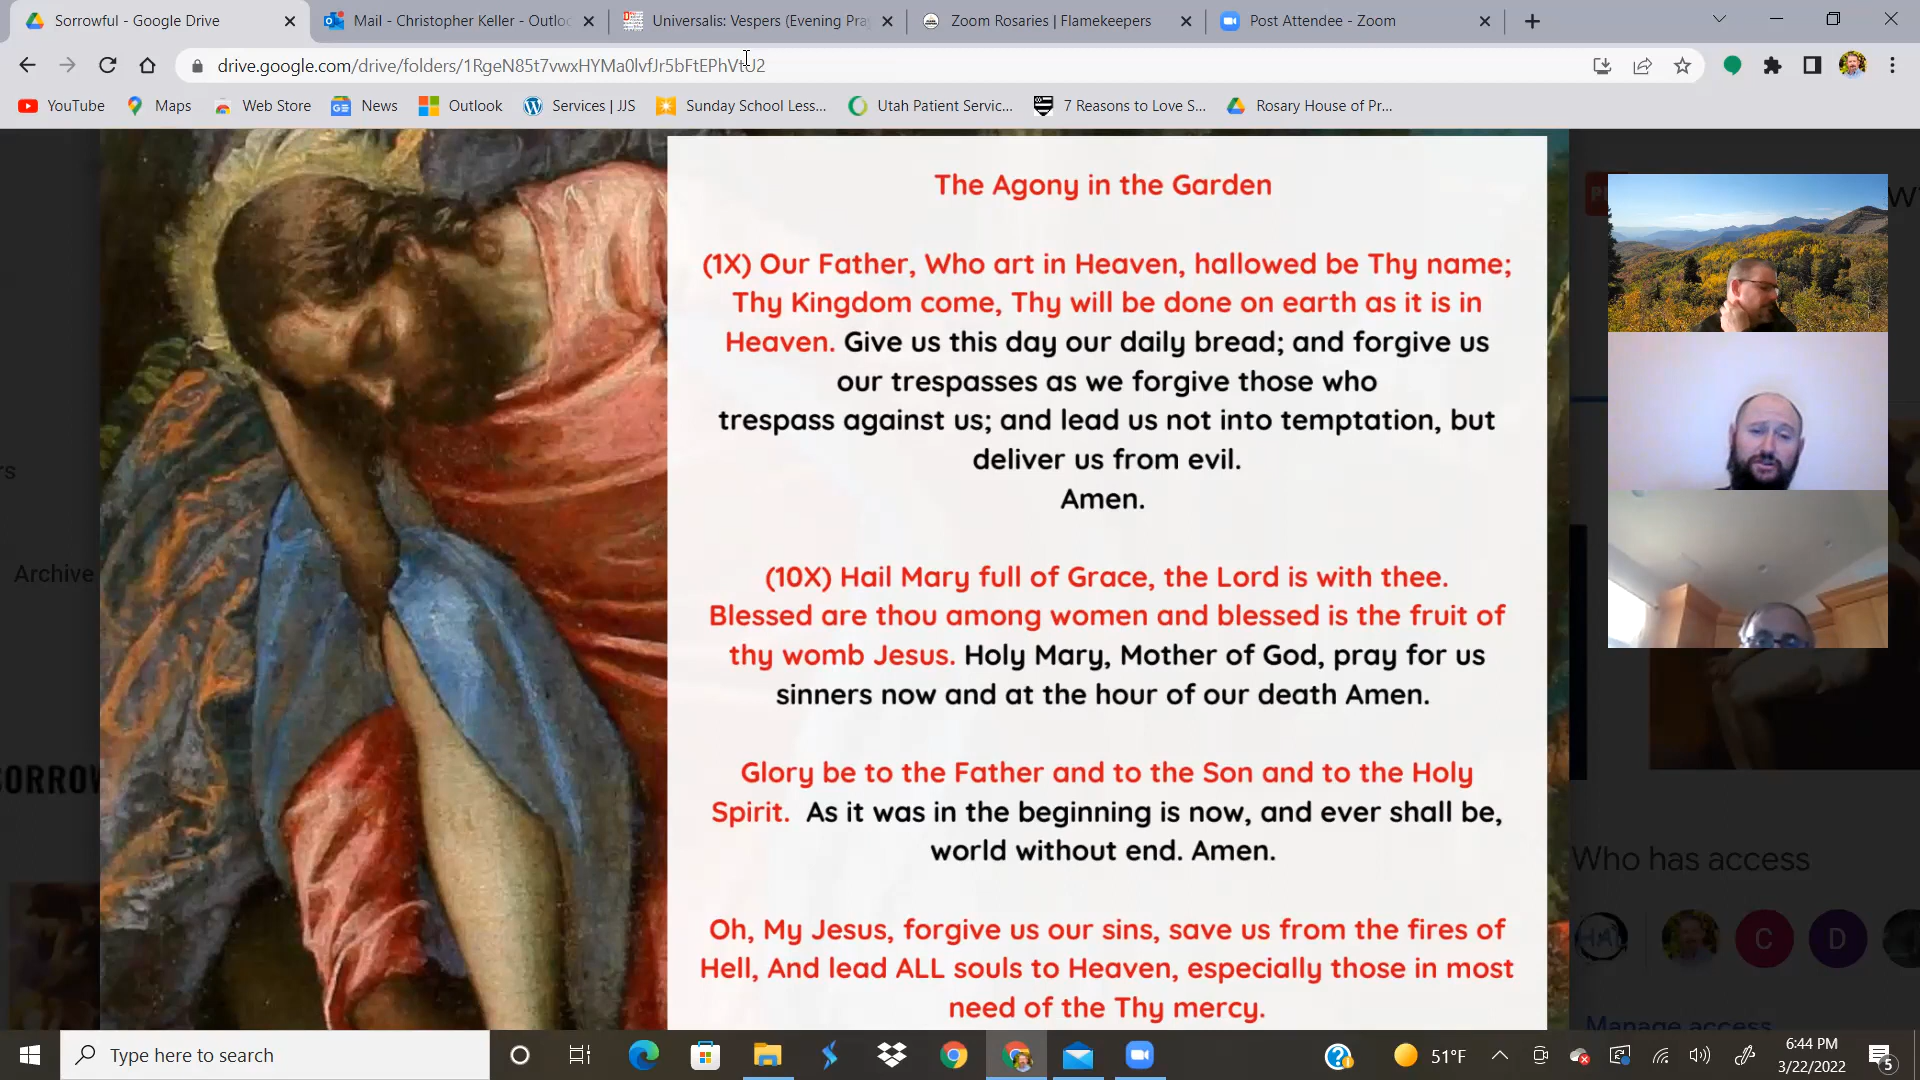 Sorrowful - Google Drive
Mail - Christopher Keller - Outloo
Universalis: Vespers (Evening Pra
Zoom Rosaries | Flamekeepers
Post Attendee - Zoom
drive.google.com/drive/folders/1RgeN85t7vwxHYMa0lvfJr5bFtEPhVtU2
YouTube
Maps
Web Store
News
Outlook
Services | JJS
Sunday School Less...
Utah Patient Servic...
7 Reasons to Love S...
Rosary House of Pr...
The Agony in the Garden
(1X) Our Father, Who art in Heaven, hallowed be Thy name;
Thy Kingdom come, Thy will be done on earth as it is in
Heaven. Give us this day our daily bread; and forgive us
our trespasses as we forgive those who
trespass against us; and lead us not into temptation, but
deliver us from evil.
Amen.
(10X) Hail Mary full of Grace, the Lord is with thee.
Blessed are thou among women and blessed is the fruit of
thy womb Jesus. Holy Mary, Mother of God, pray for us
sinners now and at the hour of our death Amen.
Glory be to the Father and to the Son and to the Holy
Spirit. As it was in the beginning is now, and ever shall be,
world without end. Amen.
Oh, My Jesus, forgive us our sins, save us from the fires of
Hell, And lead ALL souls to Heaven, especially those in most
need of the Thy mercy.
Archive
SORROW
Who has access
C
D
Manage access
Type here to search
51°F
6:44 PM
3/22/2022
5